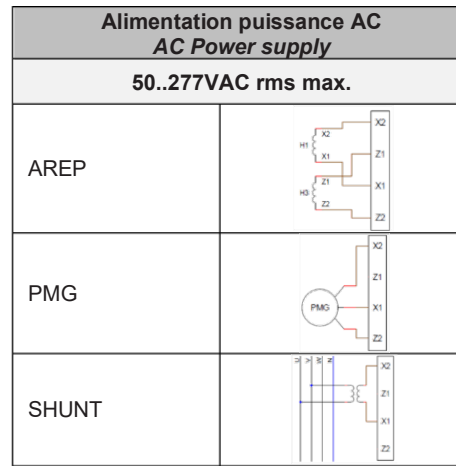 Alimentation puissance AC
AC Power supply
50..277VAC rms max.
AREP
H1
X2
X1
H3
Z1
Z2
X2
Z1
X1
Z2
PMG
PMG
X2
Z1
X1
Z2
SHUNT
U
V
W
N
X2
Z1
X1
Z2